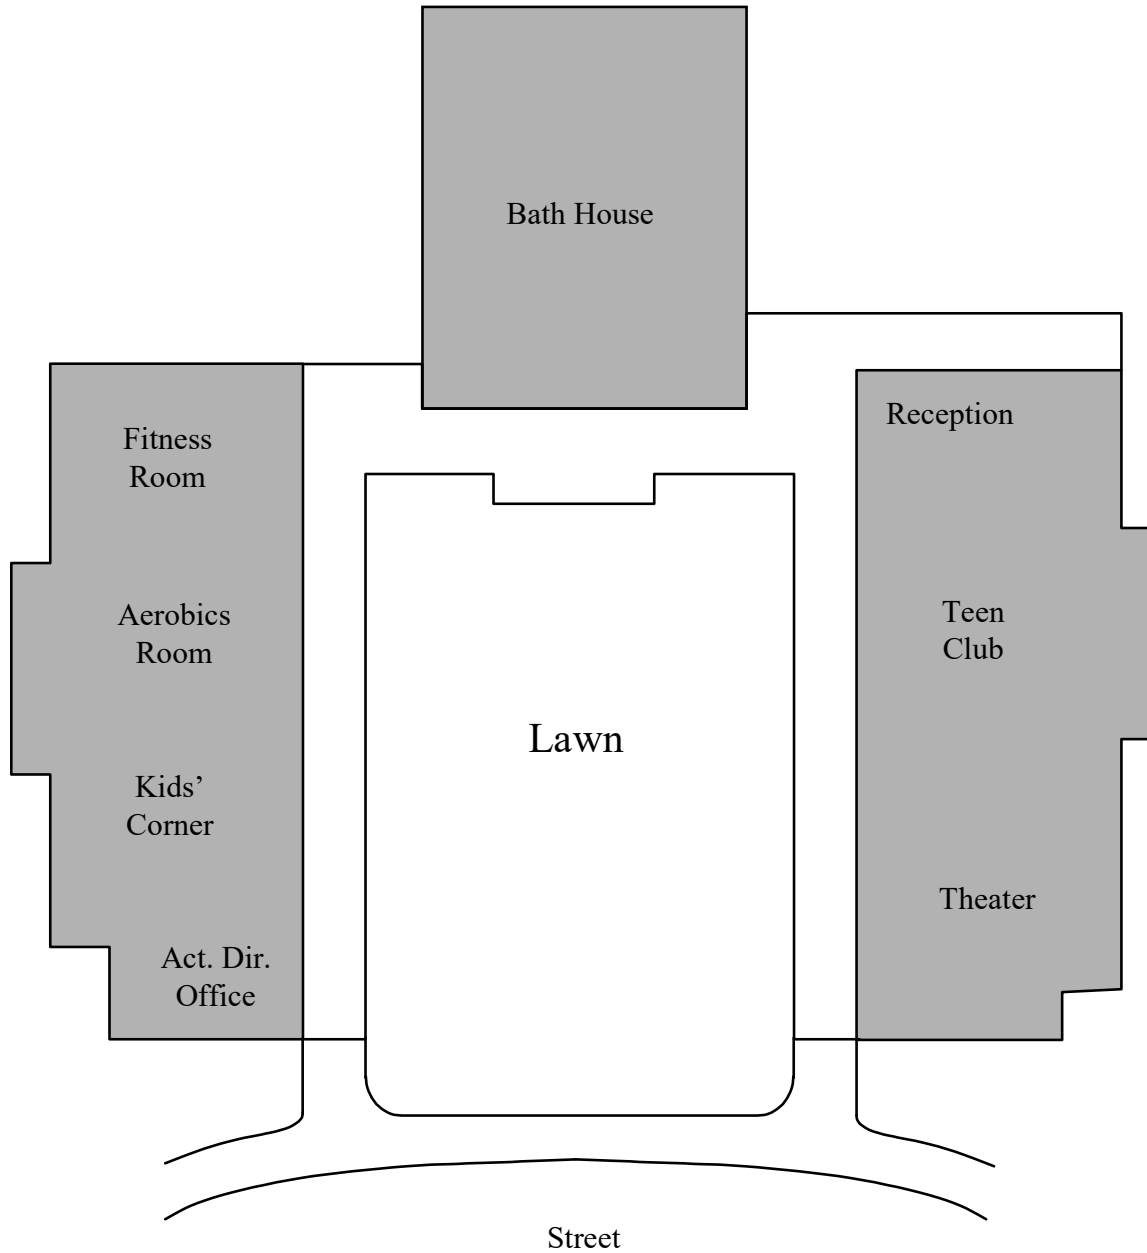 Bath House
Reception
Fitness
Room
Teen
Club
Aerobics
Room
Lawn
Kids’
Corner
Theater
Act. Dir.
Office
Street